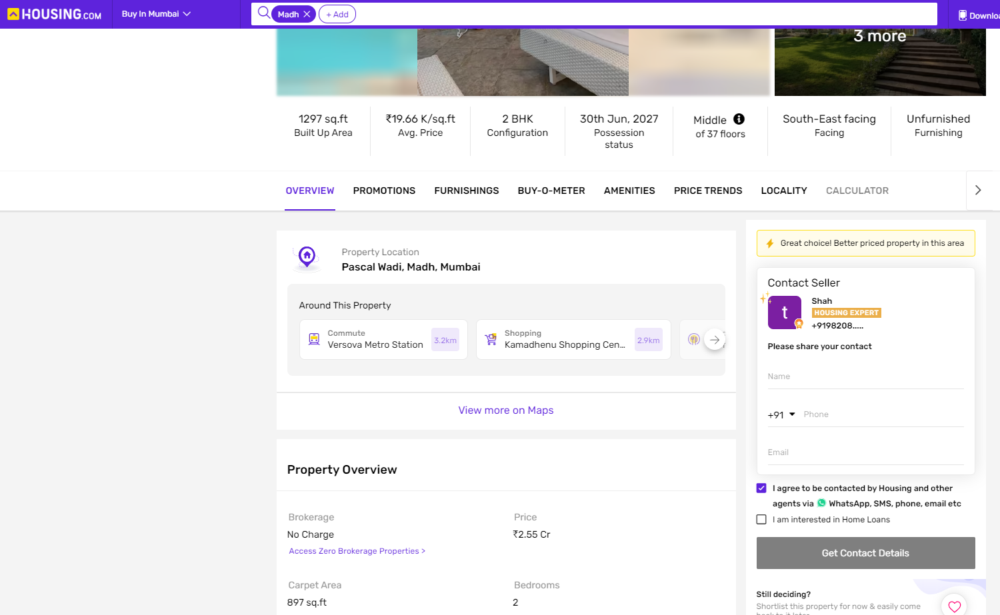 HOUSING.COM
Buy In Mumbai
Madh
+ Add
3 more
1297 sq.ft
Built Up Area
₹19.66 K/sq.ft
Avg. Price
2 BHK
Configuration
30th Jun, 2027
Possession
status
Middle
of 37 floors
South-East facing
Facing
Unfurnished
Furnishing
OVERVIEW
PROMOTIONS
FURNISHINGS
BUY-O-METER
AMENITIES
PRICE TRENDS
LOCALITY
CALCULATOR
Property Location
Pascal Wadi, Madh, Mumbai
Around This Property
Commute
Versova Metro Station
3.2km
Shopping
Kamadhenu Shopping Cen...
2.9km
View more on Maps
Property Overview
Brokerage
No Charge
Access Zero Brokerage Properties >
Price
₹2.55 Cr
Carpet Area
897 sq.ft
Bedrooms
2
Great choice! Better priced property in this area
Contact Seller
t
Shah
HOUSING EXPERT
+9198208.....
Please share your contact
Name
+91
Phone
Email
I agree to be contacted by Housing and other
agents via WhatsApp, SMS, phone, email etc
I am interested in Home Loans
Get Contact Details
Still deciding?
Shortlist this property for now & easily come